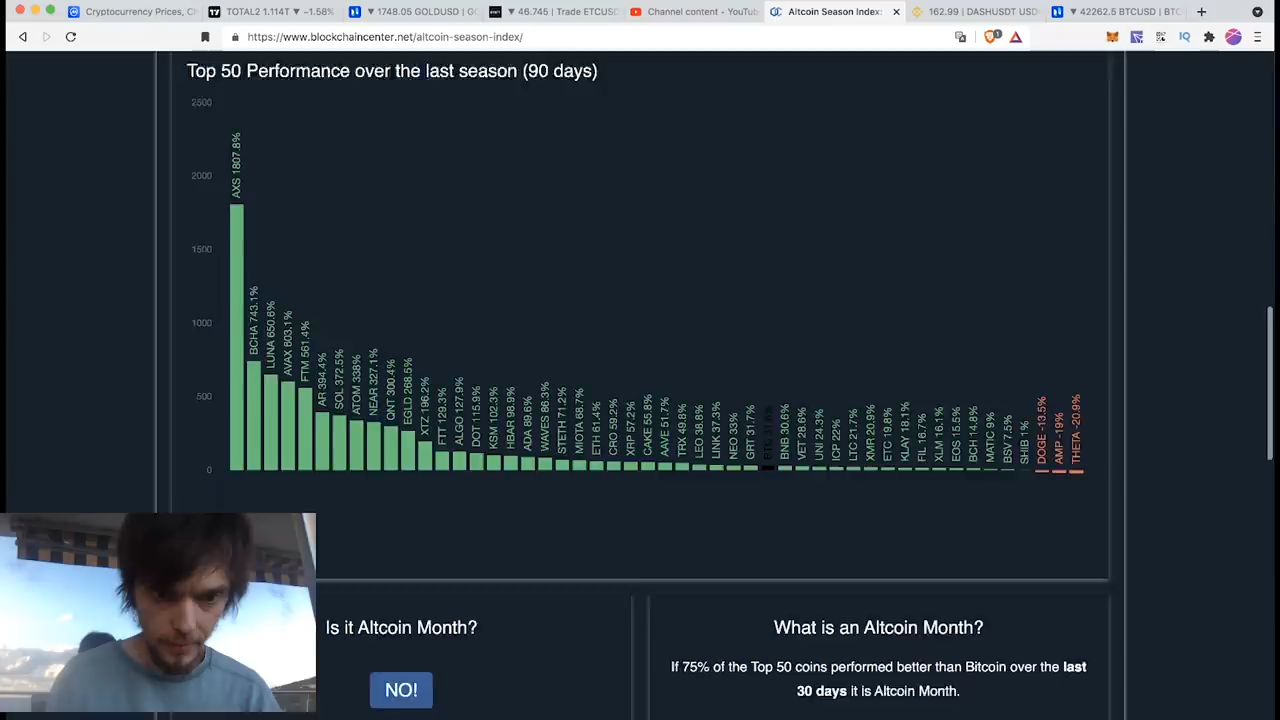 Cryptocurrency Prices, C
TOTAL2 1.114T ▼ −1.58%
▼ 1748.05 GOLDUSD | GO
▼ 46.745 | Trade ETCUSD
Channel content - YouTu
Altcoin Season Index:
162.99 | DASHUSDT USD
▼ 42262.5 BTCUSD | BTC
https://www.blockchaincenter.net/altcoin-season-index/
Top 50 Performance over the last season (90 days)
2500
2000
1500
1000
500
0
AXS 1807.8%
BCHA 743.1%
LUNA 650.6%
AVAX 603.1%
FTM 561.4%
AR 394.4%
SOL 372.5%
ATOM 338%
NEAR 327.1%
QNT 300.4%
EGLD 268.5%
XTZ 196.2%
FTT 129.3%
ALGO 127.9%
DOT 115.9%
KSM 102.3%
HBAR 98.9%
ADA 89.6%
WAVES 86.3%
STETH 71.2%
MIOTA 68.7%
ETH 61.4%
CRO 59.2%
XRP 57.2%
CAKE 55.8%
AAVE 51.7%
TRX 49.8%
LEO 38.8%
LINK 37.3%
NEO 33%
GRT 31.7%
BNB 30.6%
VET 28.6%
UNI 24.3%
ICP 22%
LTC 21.7%
XMR 20.9%
ETC 19.8%
KLAY 18.1%
FIL 16.7%
XLM 16.1%
EOS 15.5%
BCH 14.8%
MATIC 9%
BSV 7.5%
SHIB 1%
DOGE -13.5%
AMP -19%
THETA -20.9%
Is it Altcoin Month?
NO!
What is an Altcoin Month?
If 75% of the Top 50 coins performed better than Bitcoin over the last
30 days it is Altcoin Month.